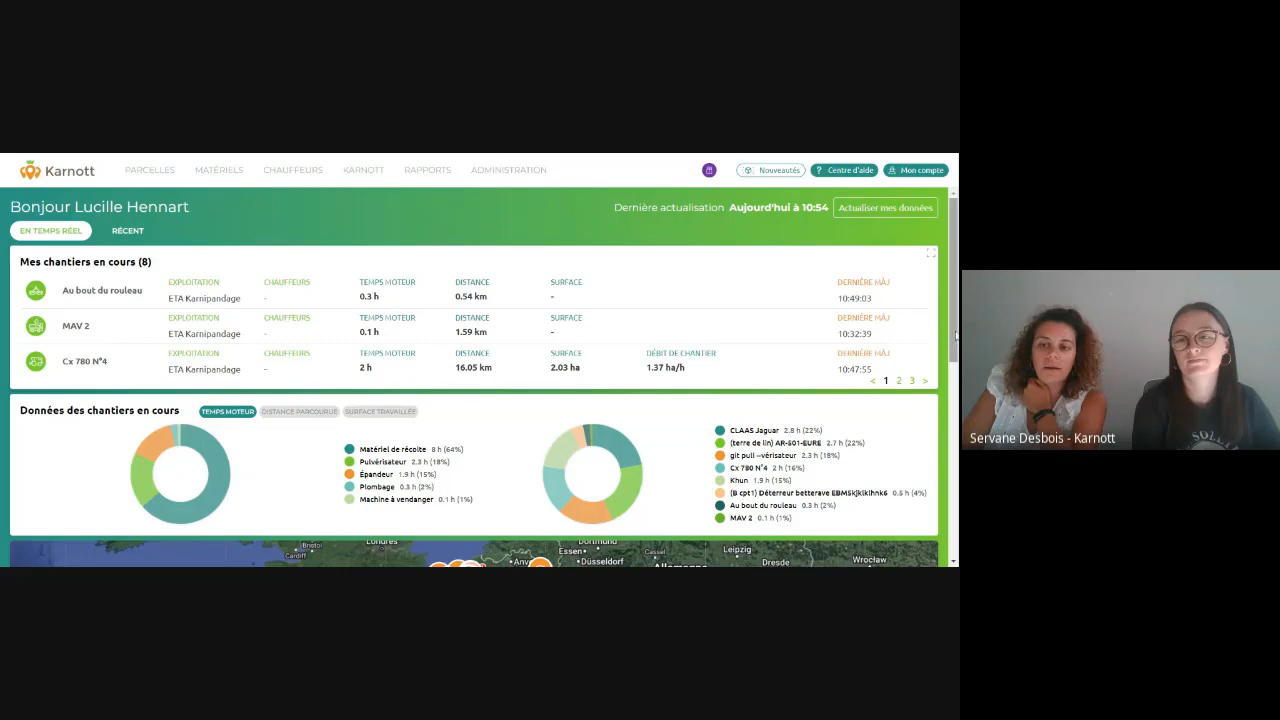 Karnott
PARCELLES MATÉRIELS CHAUFFEURS KARNOTT RAPPORTS ADMINISTRATION
Nouveautés
? Centre d'aide
Mon compte
Bonjour Lucille Hennart
Dernière actualisation Aujourd'hui à 10:54
Actualiser mes données
EN TEMPS RÉEL RÉCENT
Mes chantiers en cours (8)
EXPLOITATION CHAUFFEURS TEMPS MOTEUR DISTANCE SURFACE DERNIÈRE MÀJ
Au bout du rouleau ETA Karnipandage - 0.3 h 0.54 km - 10:49:03
EXPLOITATION CHAUFFEURS TEMPS MOTEUR DISTANCE SURFACE DERNIÈRE MÀJ
MAV 2 ETA Karnipandage - 0.1 h 1.59 km - 10:32:39
EXPLOITATION CHAUFFEURS TEMPS MOTEUR DISTANCE SURFACE DÉBIT DE CHANTIER DERNIÈRE MÀJ
Cx 780 N°4 ETA Karnipandage - 2 h 16.05 km 2.03 ha 1.37 ha/h 10:47:55
< 1 2 3 >
Données des chantiers en cours TEMPS MOTEUR DISTANCE PARCOURUE SURFACE TRAVAILLÉE
Matériel de récolte 8 h (64%)
Pulvérisateur 2.3 h (18%)
Épandeur 1.9 h (15%)
Plombage 0.3 h (2%)
Machine à vendanger 0.1 h (1%)
CLAAS Jaguar 2.8 h (22%)
(terre de lin) AR-501-EURE 2.7 h (22%)
git pull --vérisateur 2.3 h (18%)
Cx 780 N°4 2 h (16%)
Khun 1.9 h (15%)
(B cpt1) Déterreur betterave EBM5kjklklhnk6 0.5 h (4%)
Au bout du rouleau 0.3 h (2%)
MAV 2 0.1 h (1%)
Londres
Bristol
Cardiff
Anv
Dortmund
Essen
Düsseldorf
Cassel
Allemagne
Leipzig
Dresde
Wrocław
Servane Desbois - Karnott